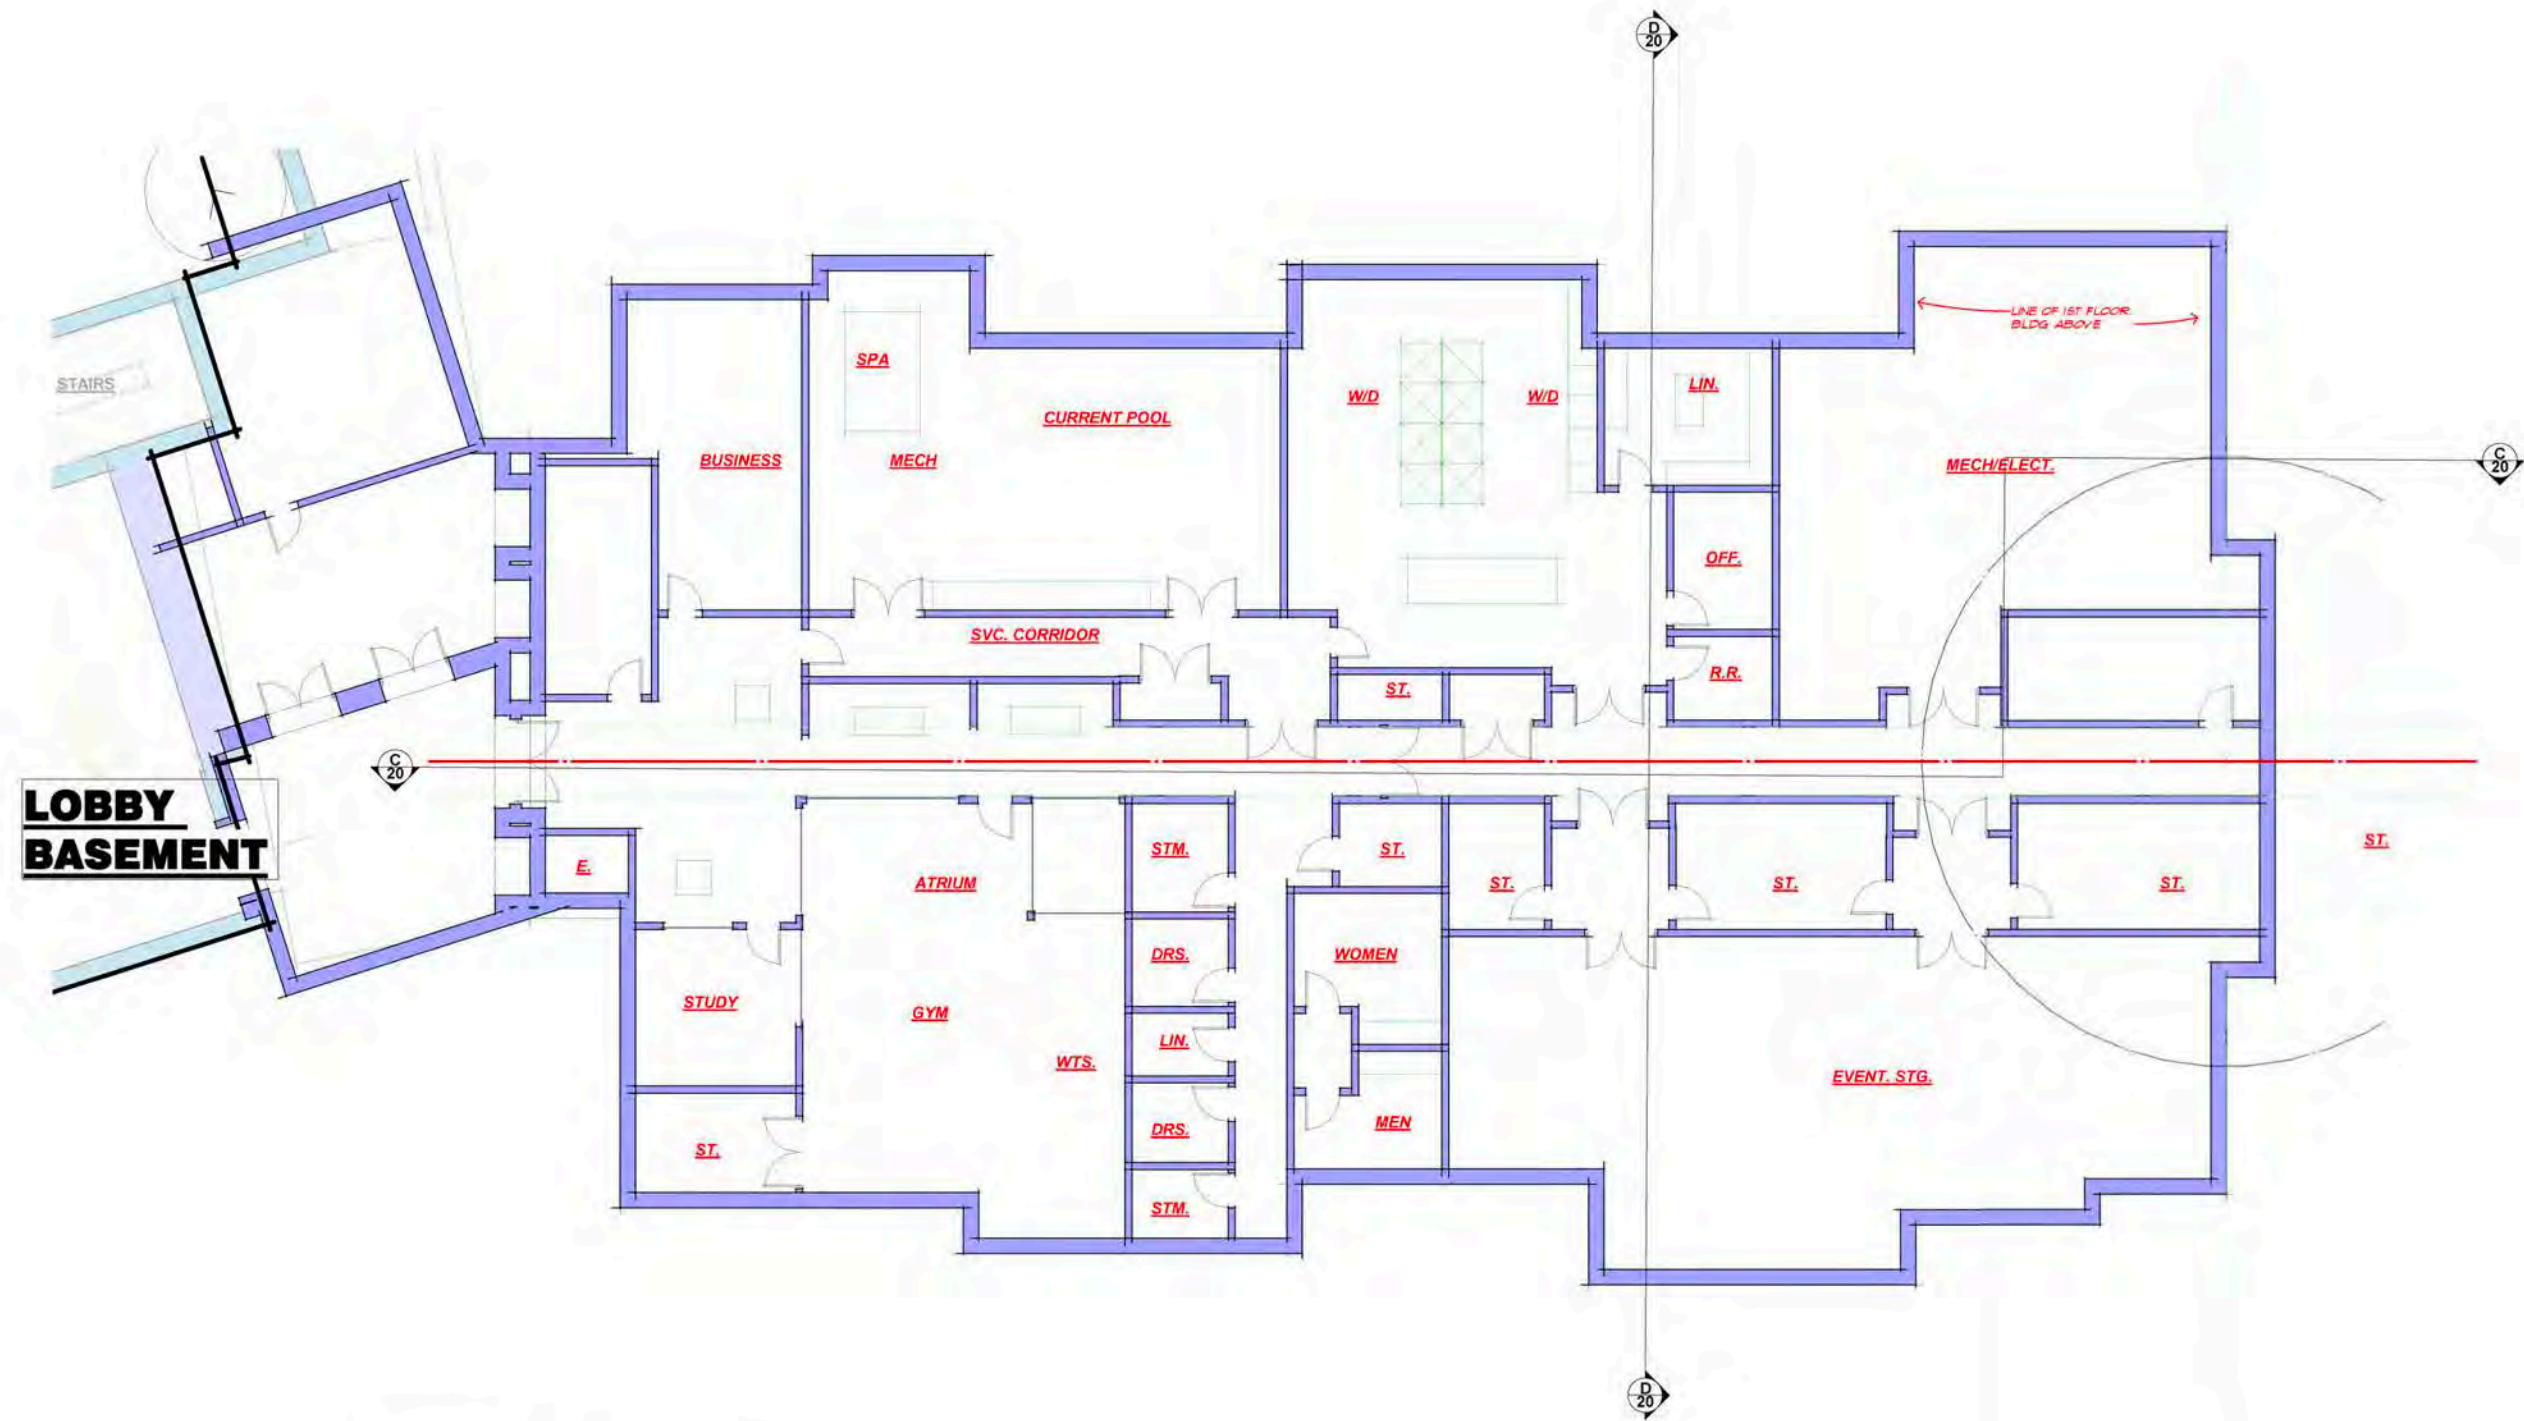 D
20
LINE OF 1ST FLOOR
BLDG ABOVE
SPA
STAIRS
W/D
W/D
LIN.
CURRENT POOL
BUSINESS
MECH
MECH/ELECT.
C
20
OFF.
SVC. CORRIDOR
R.R.
ST.
C
20
LOBBY
BASEMENT
E.
ATRIUM
STM.
ST.
ST.
ST.
ST.
ST.
DRS.
WOMEN
STUDY
GYM
LIN.
WTS.
EVENT. STG.
DRS.
MEN
ST.
STM.
D
20